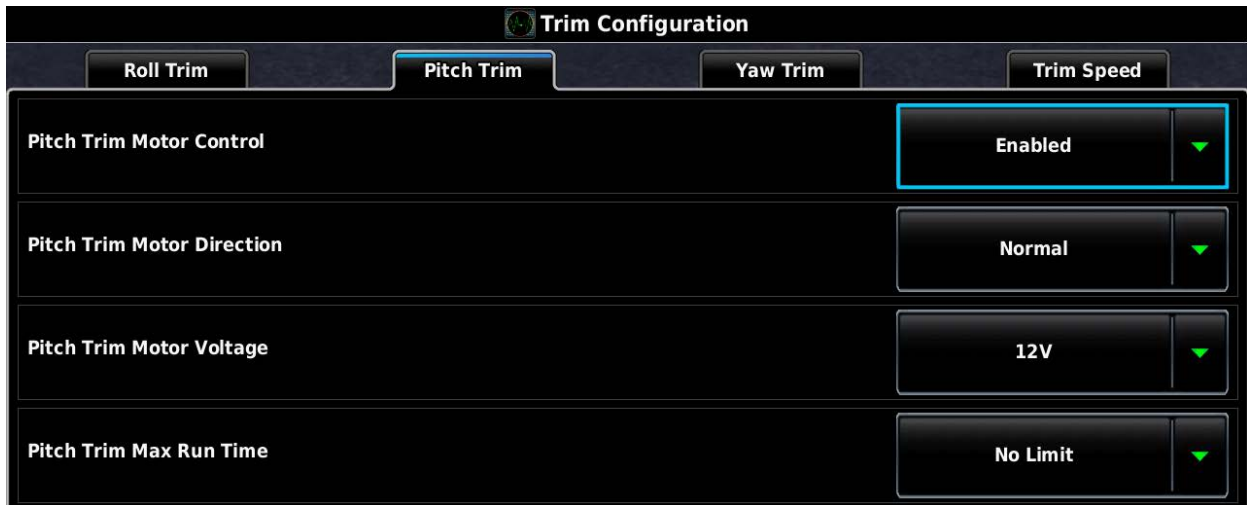 Trim Configuration
Roll Trim Pitch Trim Yaw Trim Trim Speed
Pitch Trim Motor Control Enabled
Pitch Trim Motor Direction Normal
Pitch Trim Motor Voltage 12V
Pitch Trim Max Run Time No Limit